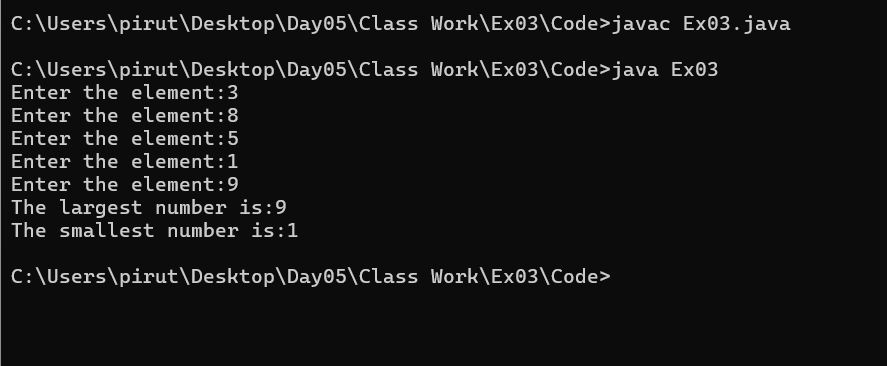 C:\Users\pirut\Desktop\Day05\Class Work\Ex03\Code>javac Ex03.java
C:\Users\pirut\Desktop\Day05\Class Work\Ex03\Code>java Ex03
Enter the element:3
Enter the element:8
Enter the element:5
Enter the element:1
Enter the element:9
The largest number is:9
The smallest number is:1
C:\Users\pirut\Desktop\Day05\Class Work\Ex03\Code>